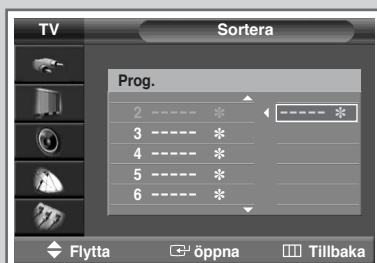 TV Sortera
Prog.
2 ----- ✻ ----- ✻
3 ----- ✻
4 ----- ✻
5 ----- ✻
6 ----- ✻
Flytta öppna Tillbaka